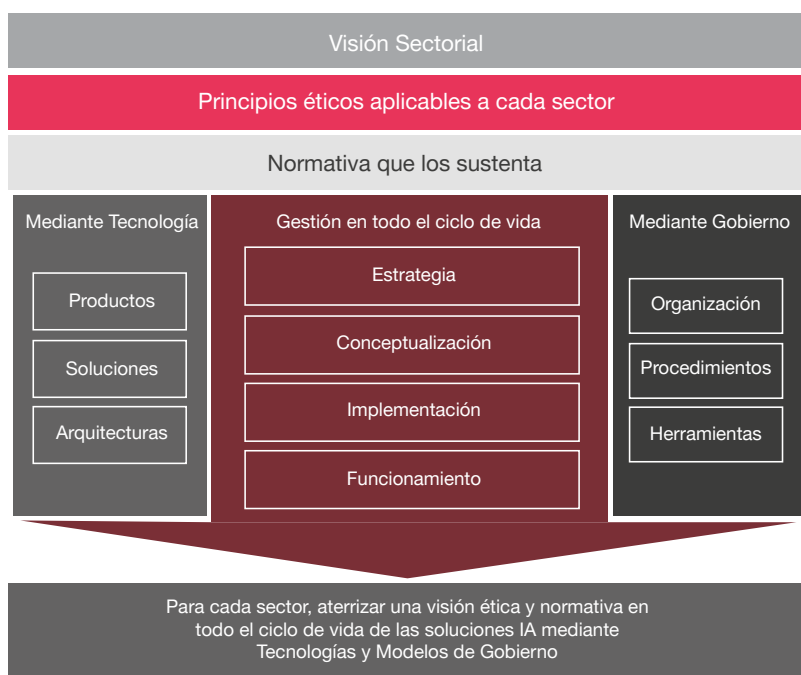 Visión Sectorial
Principios éticos aplicables a cada sector
Normativa que los sustenta
Mediante Tecnología
Productos
Soluciones
Arquitecturas
Gestión en todo el ciclo de vida
Estrategia
Conceptualización
Implementación
Funcionamiento
Mediante Gobierno
Organización
Procedimientos
Herramientas
Para cada sector, aterrizar una visión ética y normativa en
todo el ciclo de vida de las soluciones IA mediante
Tecnologías y Modelos de Gobierno